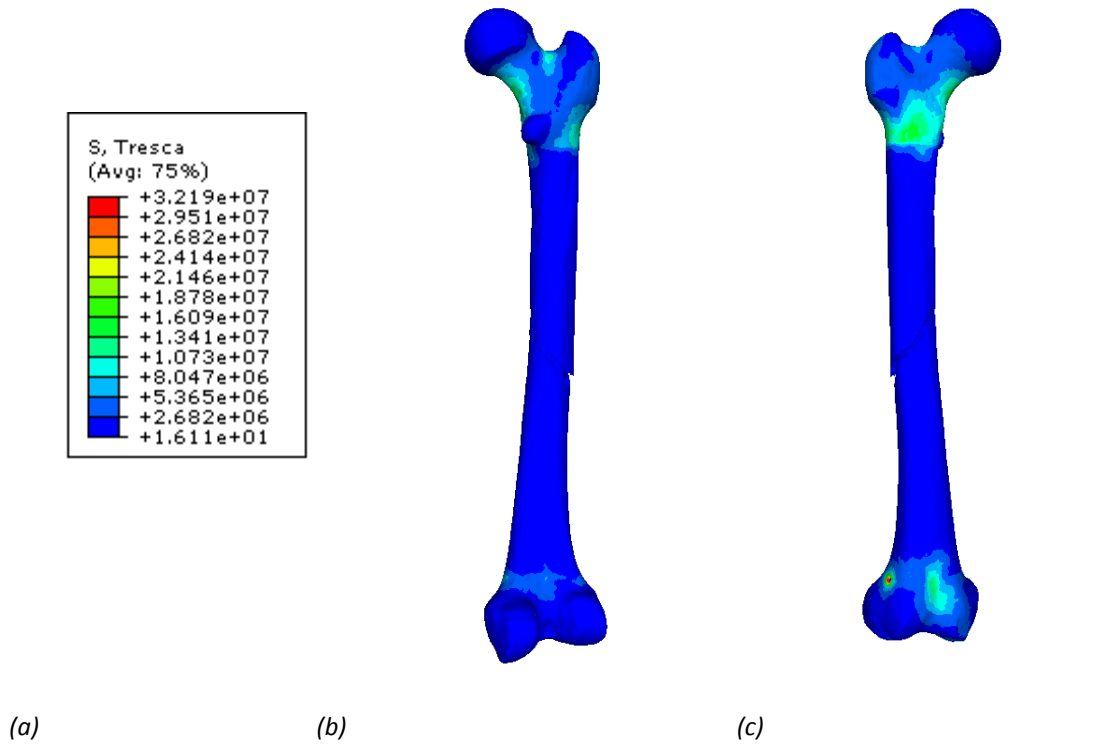 S, Tresca
(Avg: 75%)
+3.219e+07
+2.951e+07
+2.682e+07
+2.414e+07
+2.146e+07
+1.878e+07
+1.609e+07
+1.341e+07
+1.073e+07
+8.047e+06
+5.365e+06
+2.682e+06
+1.611e+01
(a) (b) (c)